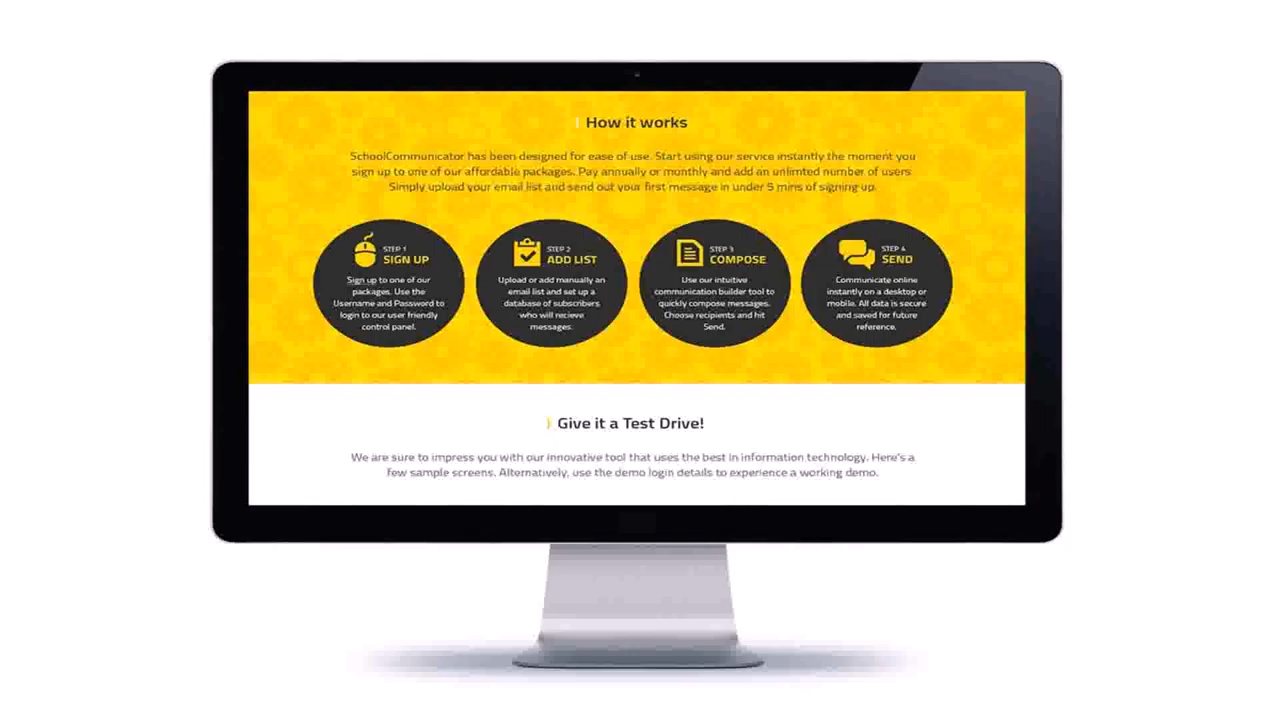 How it works
SchoolCommunicator has been designed for ease of use. Start using our service instantly the moment you
sign up to one of our affordable packages. Pay annually or monthly and add an unlimted number of users.
Simply upload your email list and send out your first message in under 5 mins of signing up.
STEP 1
SIGN UP
Sign up to one of our
packages. Use the
Username and Password to
login to our user friendly
control panel.
STEP 2
ADD LIST
Upload or add manually an
email list and set up a
database of subscribers
who will recieve
messages.
STEP 3
COMPOSE
Use our intuitive
communication builder tool to
quickly compose messages.
Choose recipients and hit
Send.
STEP 4
SEND
Communicate online
instantly on a desktop or
mobile. All data is secure
and saved for future
reference.
Give it a Test Drive!
We are sure to impress you with our innovative tool that uses the best in information technology. Here's a
few sample screens. Alternatively, use the demo login details to experience a working demo.